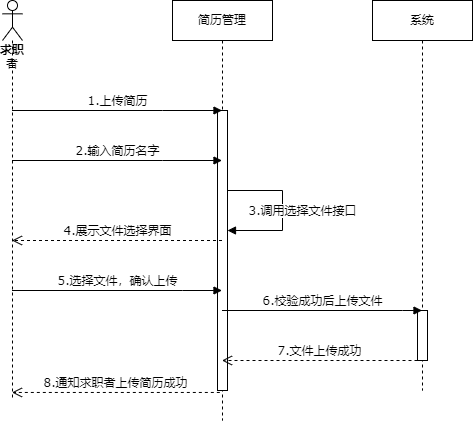 简历管理
系统
求职
者
1.上传简历
2.输入简历名字
3.调用选择文件接口
4.展示文件选择界面
5.选择文件，确认上传
6.校验成功后上传文件
7.文件上传成功
8.通知求职者上传简历成功